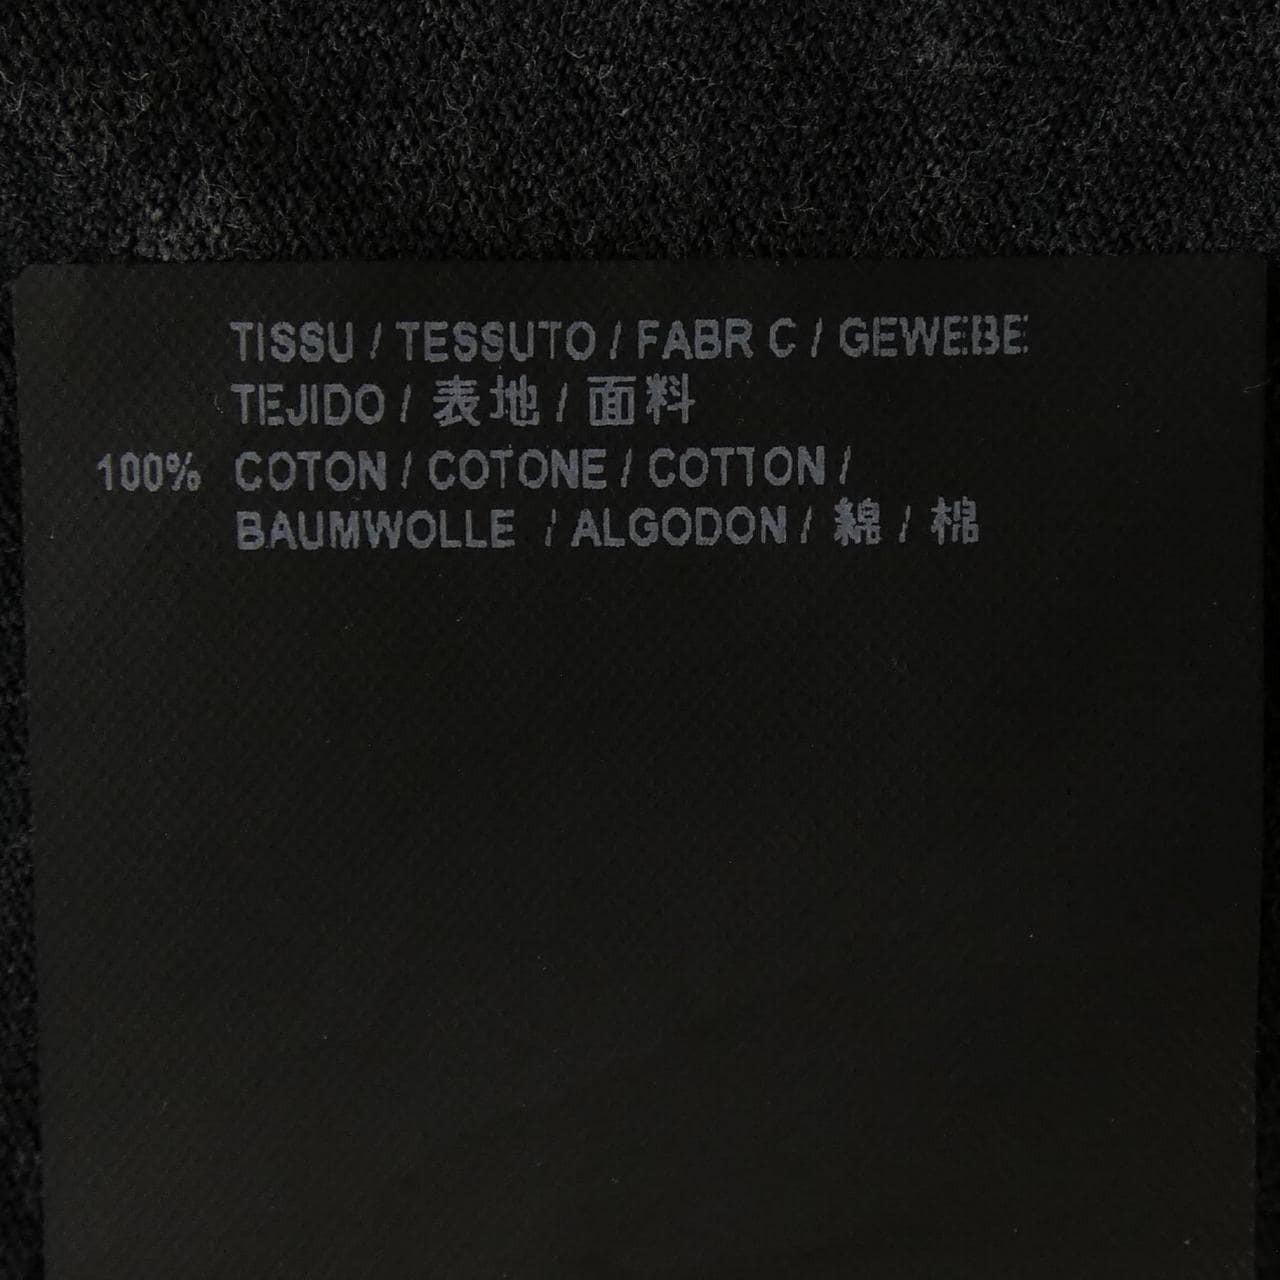 TISSU / TESSUTO / FABR C / GEWEBE
TEJIDO / 表地 / 面料
100% COTON / COTONE / COTTON /
BAUMWOLLE / ALGODON / 綿 / 棉